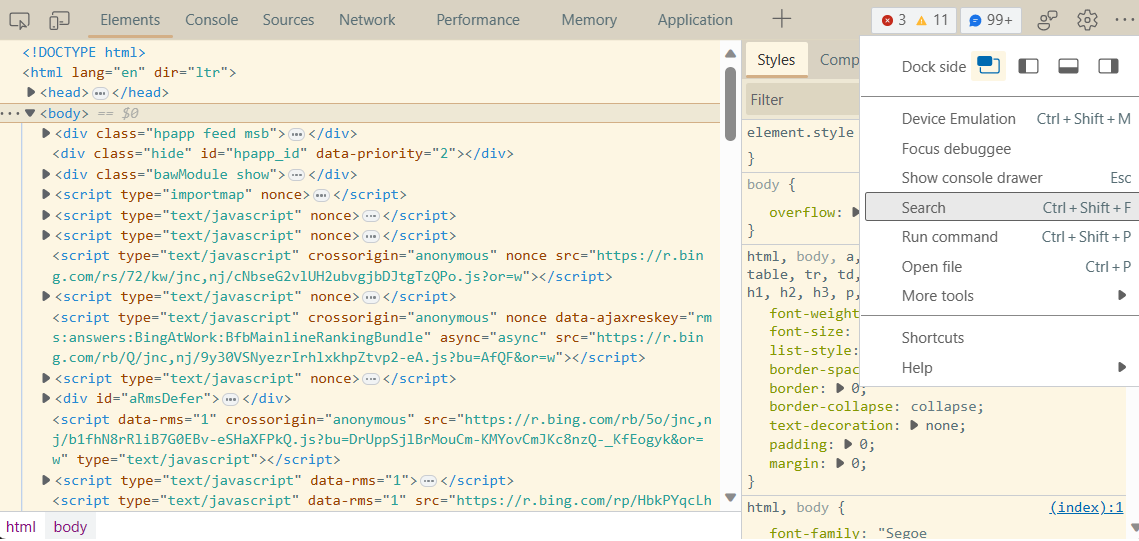 Elements Console Sources Network Performance Memory Application 3 11 99+
<!DOCTYPE html>
<html lang="en" dir="ltr">
<head> </head>
<body> == $0
<div class="hpapp feed msb"> </div>
<div class="hide" id="hpapp_id" data-priority="2"></div>
<div class="bawModule show"> </div>
<script type="importmap" nonce> </script>
<script type="text/javascript" nonce> </script>
<script type="text/javascript" nonce> </script>
<script type="text/javascript" crossorigin="anonymous" nonce src="https://r.bi
ng.com/rs/72/kw/jnc,nj/cNbseG2vlUH2ubvgjbDJtgTzQPo.js?or=w"></script>
<script type="text/javascript" nonce> </script>
<script type="text/javascript" crossorigin="anonymous" nonce data-ajaxreskey="rm
s:answers:BingAtWork:BfbMainlineRankingBundle" async="async" src="https://r.bi
ng.com/rb/Q/jnc,nj/9y30VSNyezrIrhlxkhpZtvp2-eA.js?bu=AfQF&or=w"></script>
<script type="text/javascript" nonce> </script>
<div id="aRmsDefer"> </div>
<script data-rms="1" crossorigin="anonymous" src="https://r.bing.com/rb/5o/jnc,n
j/b1fhN8rRliB7G0EBv-eSHaXFPkQ.js?bu=DrUppSjlBrMouCm-KMYovCmJKc8nzQ-_KfEogyk&or=
w" type="text/javascript"></script>
<script type="text/javascript" data-rms="1"> </script>
<script type="text/javascript" data-rms="1" src="https://r.bing.com/rp/HbkPYqcLh
html body
Styles Comp
Filter
element.style
}
body {
overflow:
}
html, body, a,
table, tr, td,
h1, h2, h3, p,
font-weight
font-size:
list-style:
border-spac
border: 0;
border-collapse: collapse;
text-decoration: none;
padding: 0;
margin: 0;
}
html, body { (index):1
font-family: "Segoe
Dock side
Device Emulation Ctrl + Shift + M
Focus debuggee
Show console drawer Esc
Search Ctrl + Shift + F
Run command Ctrl + Shift + P
Open file Ctrl + P
More tools
Shortcuts
Help